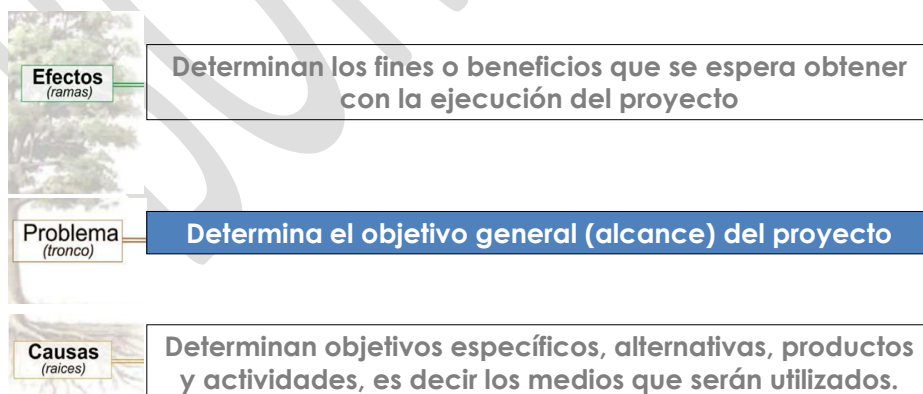 Efectos
(ramas)
Determinan los fines o beneficios que se espera obtener
con la ejecución del proyecto
Problema
(tronco)
Determina el objetivo general (alcance) del proyecto
Causas
(raices)
Determinan objetivos específicos, alternativas, productos
y actividades, es decir los medios que serán utilizados.